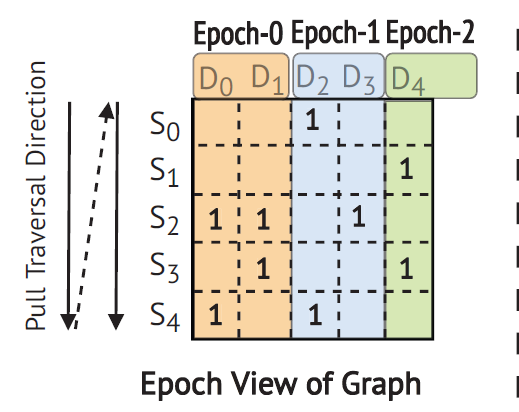 Epoch-0 Epoch-1 Epoch-2
D0 D1 D2 D3 D4
Pull Traversal Direction
S0 1
S1 1
S2 1 1 1
S3 1 1
S4 1 1
Epoch View of Graph